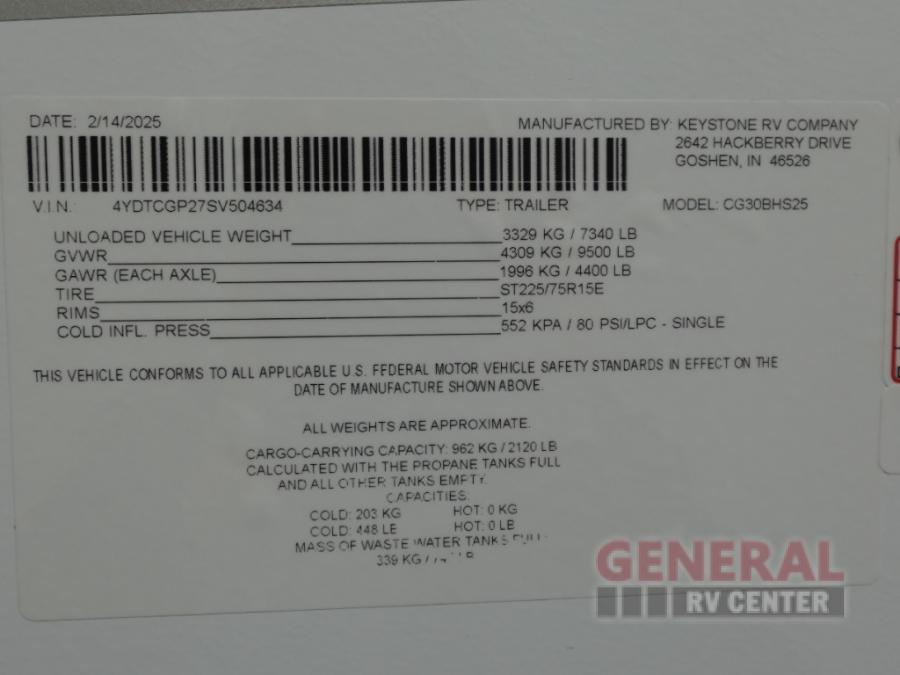 DATE: 2/14/2025
MANUFACTURED BY: KEYSTONE RV COMPANY
2642 HACKBERRY DRIVE
GOSHEN, IN 46526
V.I.N.: 4YDTCGP27SV504634 TYPE: TRAILER MODEL: CG30BHS25
UNLOADED VEHICLE WEIGHT 3329 KG / 7340 LB
GVWR 4309 KG / 9500 LB
GAWR (EACH AXLE) 1996 KG / 4400 LB
TIRE ST225/75R15E
RIMS 15x6
COLD INFL. PRESS 552 KPA / 80 PSI/LPC - SINGLE
THIS VEHICLE CONFORMS TO ALL APPLICABLE U.S. FFDERAL MOTOR VEHICLE SAFETY STANDARDS IN EFFECT ON THE
DATE OF MANUFACTURE SHOWN ABOVE.
ALL WEIGHTS ARE APPROXIMATE.
CARGO-CARRYING CAPACITY: 962 KG / 2120 LB
CALCULATED WITH THE PROPANE TANKS FULL
AND ALL OTHER TANKS EMPTY.
CAPACITIES:
COLD: 203 KG HOT: 0 KG
COLD: 448 LE HOT: 0 LB
MASS OF WASTE WATER TANKS FULL:
339 KG /
GENERAL
RV CENTER